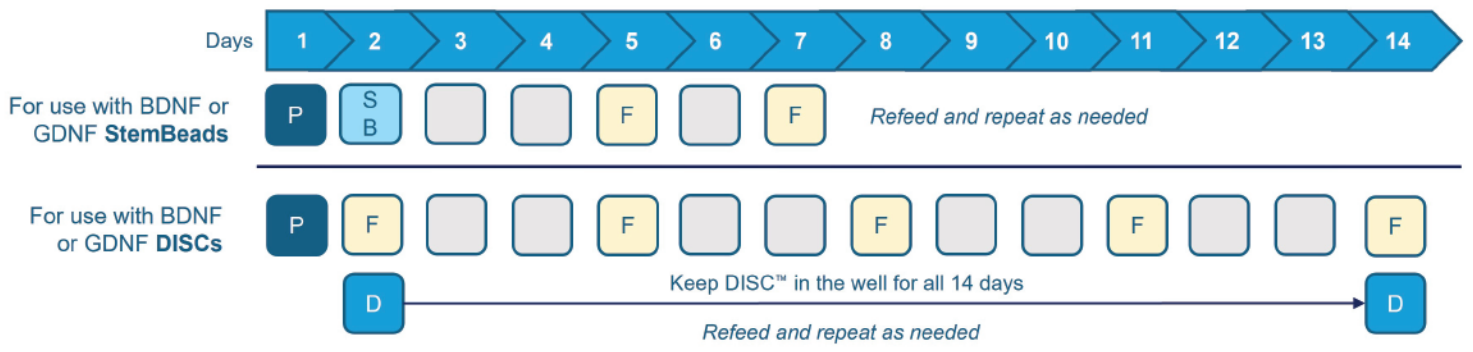 Days 1 2 3 4 5 6 7 8 9 10 11 12 13 14
For use with BDNF or
GDNF StemBeads
P S B F F Refeed and repeat as needed
For use with BDNF
or GDNF DISCs
P F F F F F
D Keep DISC™ in the well for all 14 days D
Refeed and repeat as needed